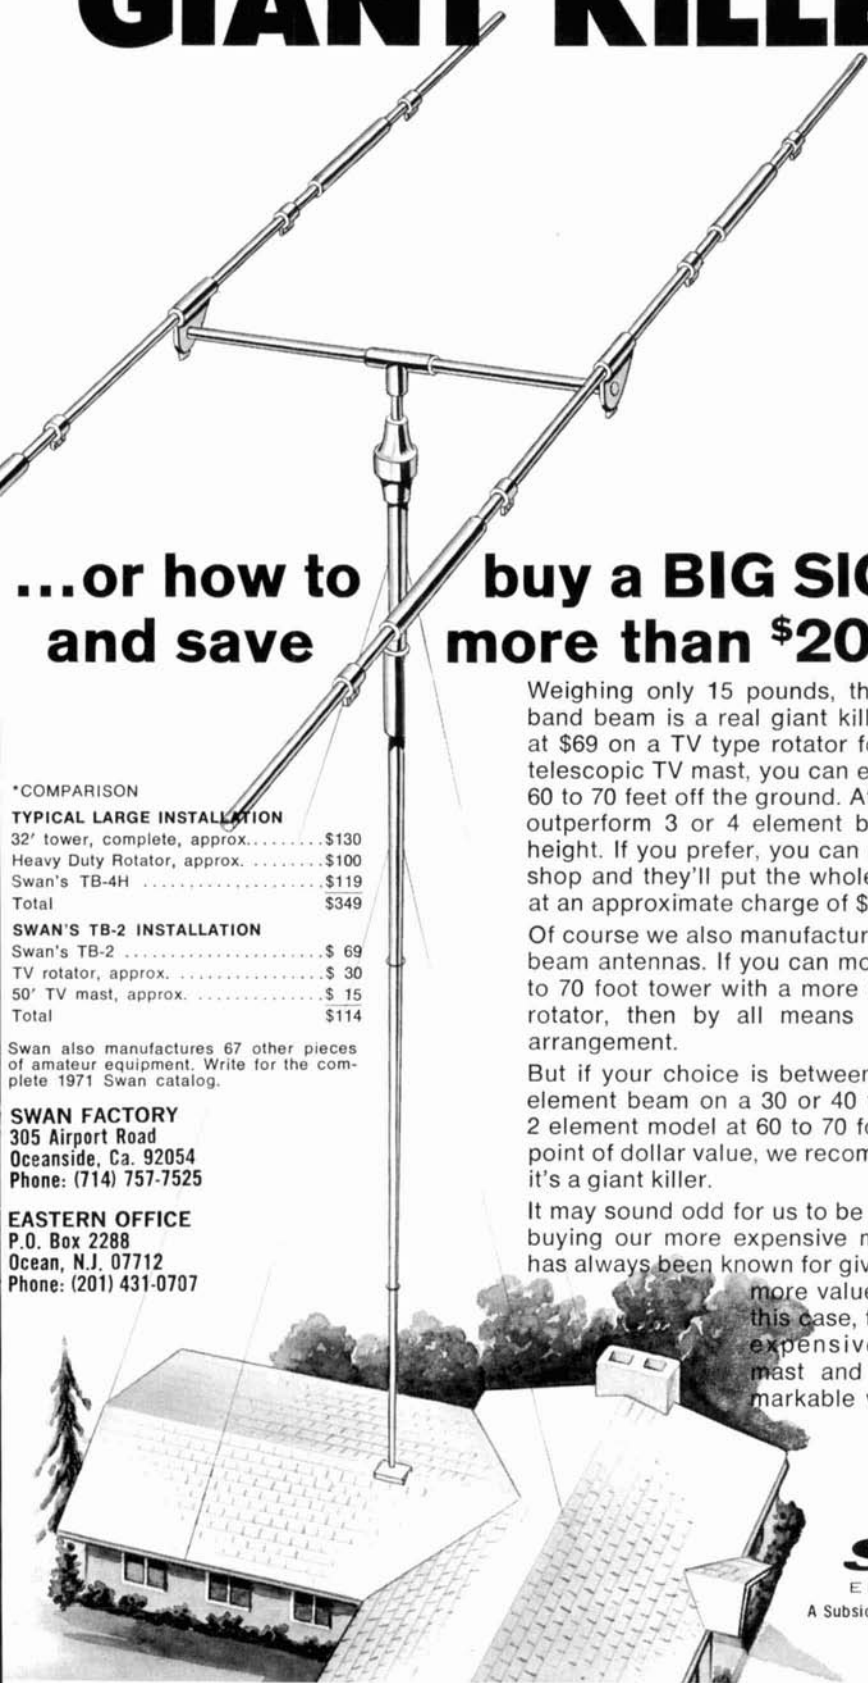 GIANT KILL
...or how to buy a BIG SIG
and save more than $20
Weighing only 15 pounds, th
band beam is a real giant kill
at $69 on a TV type rotator f
telescopic TV mast, you can e
60 to 70 feet off the ground. A
outperform 3 or 4 element b
height. If you prefer, you can
shop and they'll put the whole
at an approximate charge of $
Of course we also manufactur
beam antennas. If you can mo
to 70 foot tower with a more
rotator, then by all means
arrangement.
But if your choice is between
element beam on a 30 or 40
2 element model at 60 to 70 f
point of dollar value, we recom
it's a giant killer.
It may sound odd for us to be
buying our more expensive
has always been known for giv
more value
this case,
expensive
mast and
markable
*COMPARISON
TYPICAL LARGE INSTALLATION
32' tower, complete, approx.........$130
Heavy Duty Rotator, approx. .........$100
Swan's TB-4H ...................$119
Total $349
SWAN'S TB-2 INSTALLATION
Swan's TB-2 ......................$ 69
TV rotator, approx. ................$ 30
50' TV mast, approx. ..............$ 15
Total $114
Swan also manufactures 67 other pieces
of amateur equipment. Write for the com-
plete 1971 Swan catalog.
SWAN FACTORY
305 Airport Road
Oceanside, Ca. 92054
Phone: (714) 757-7525
EASTERN OFFICE
P.O. Box 2288
Ocean, N.J. 07712
Phone: (201) 431-0707
S
E
A Subsi